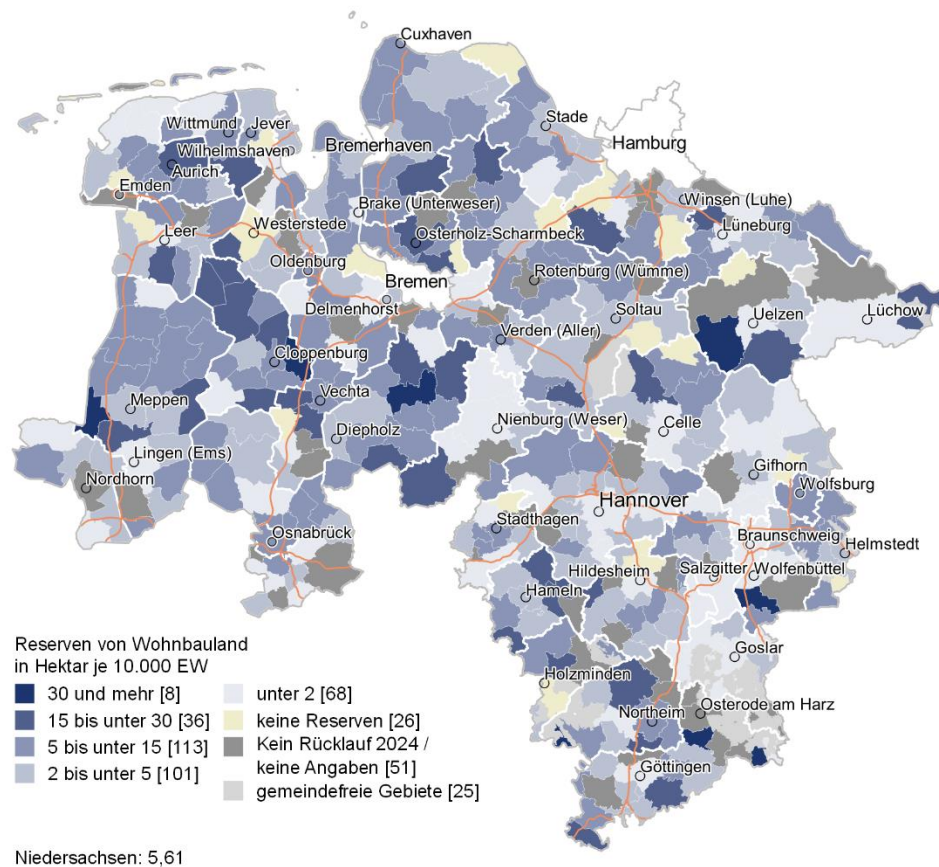 Cuxhaven
Stade
Hamburg
Wittmund
Jever
Wilhelmshaven
Bremerhaven
Aurich
Emden
Brake (Unterweser)
Winsen (Luhe)
Leer
Westerstede
Osterholz-Scharmbeck
Lüneburg
Oldenburg
Bremen
Rotenburg (Wümme)
Delmenhorst
Soltau
Uelzen
Lüchow
Verden (Aller)
Cloppenburg
Vechta
Meppen
Nienburg (Weser)
Celle
Diepholz
Lingen (Ems)
Gifhorn
Nordhorn
Wolfsburg
Hannover
Stadthagen
Osnabrück
Braunschweig
Helmstedt
Hildesheim
Salzgitter
Wolfenbüttel
Hameln
Goslar
Holzminden
Osterode am Harz
Northeim
Göttingen
Reserven von Wohnbauland
in Hektar je 10.000 EW
30 und mehr [8]
15 bis unter 30 [36]
5 bis unter 15 [113]
2 bis unter 5 [101]
unter 2 [68]
keine Reserven [26]
Kein Rücklauf 2024 /
keine Angaben [51]
gemeindefreie Gebiete [25]
Niedersachsen: 5,61